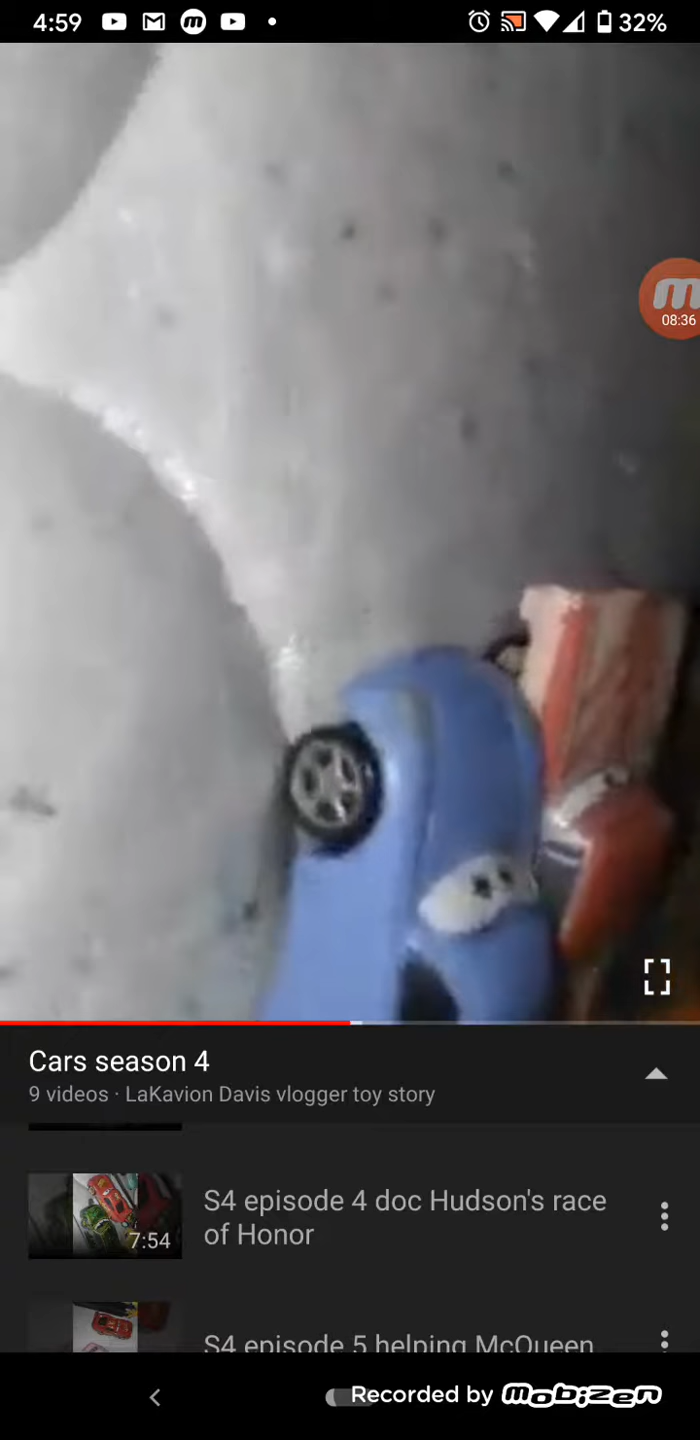 4:59 32%
m
08:36
Cars season 4
9 videos · LaKavion Davis vlogger toy story
S4 episode 4 doc Hudson's race
of Honor
7:54
S4 episode 5 helping McQueen
Recorded by mobizen